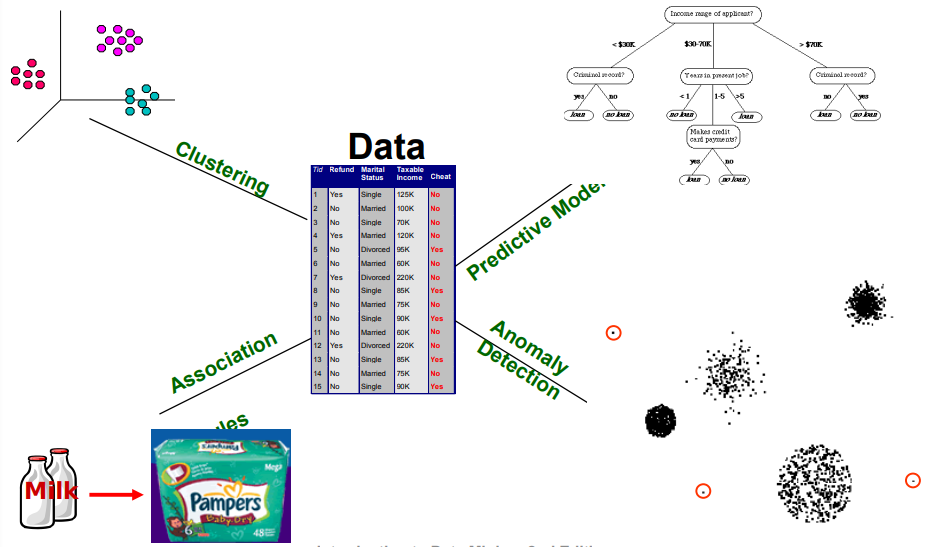 Income range of applicant?
< $30K
$30-70K
> $70K
Criminal record?
Years in present job?
Criminal record?
yes
no
< 1
1-5
>5
no
yes
loan
no loan
no loan
loan
loan
no loan
Makes credit
card payments?
yes
no
loan
no loan
Clustering
Data
Tid Refund Marital Status Taxable Income Cheat
1 Yes Single 125K No
2 No Married 100K No
3 No Single 70K No
4 Yes Married 120K No
5 No Divorced 95K Yes
6 No Married 60K No
7 Yes Divorced 220K No
8 No Single 85K Yes
9 No Married 75K No
10 No Single 90K Yes
11 No Married 60K No
12 Yes Divorced 220K No
13 No Single 85K Yes
14 No Married 75K No
15 No Single 90K Yes
Predictive Model
Anomaly
Detection
Association
Milk
Pampers
Baby-Dry
Mega
6
48